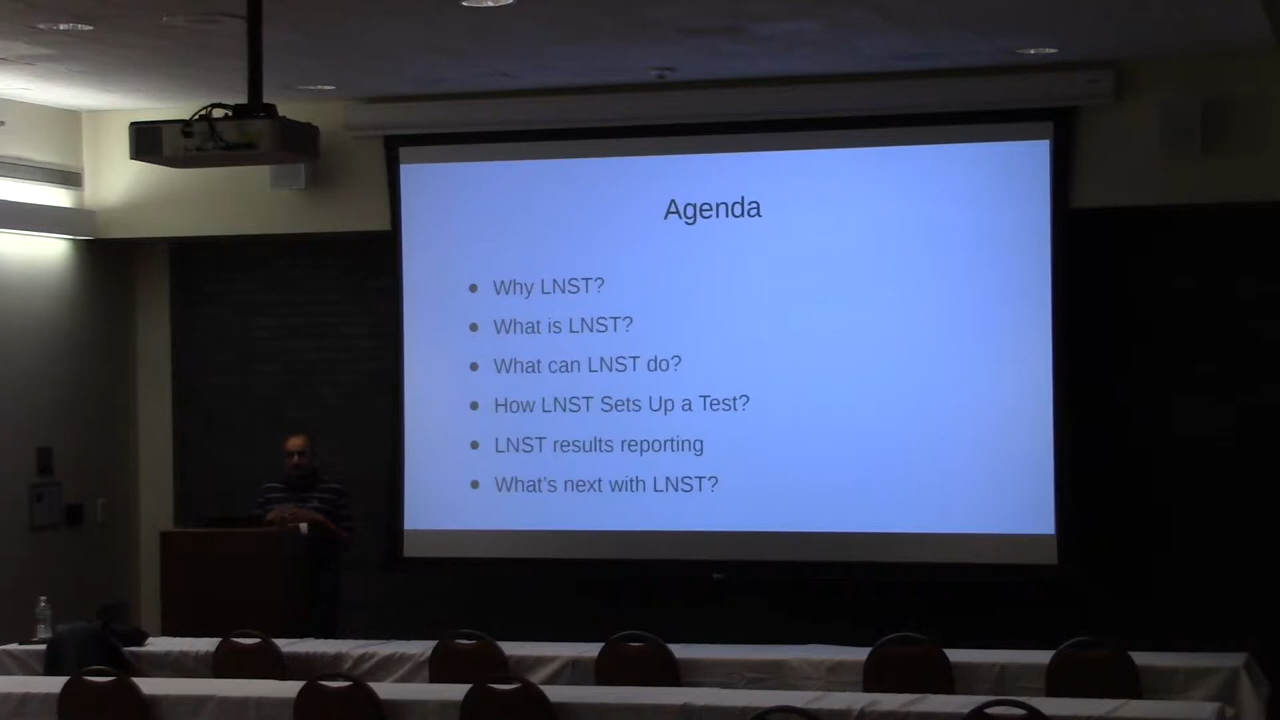 Agenda
Why LNST?
What is LNST?
What can LNST do?
How LNST Sets Up a Test?
LNST results reporting
What's next with LNST?